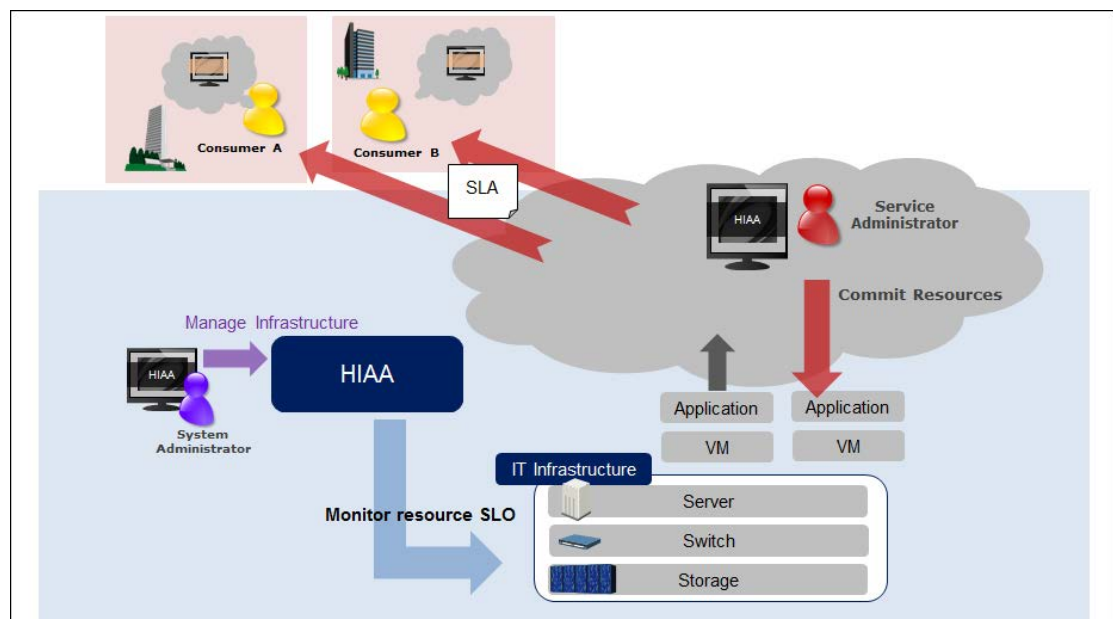 Consumer A
Consumer B
SLA
HIAA
Service
Administrator
Commit Resources
Manage Infrastructure
HIAA
HIAA
System
Administrator
Application
Application
VM
VM
IT Infrastructure
Server
Monitor resource SLO
Switch
Storage